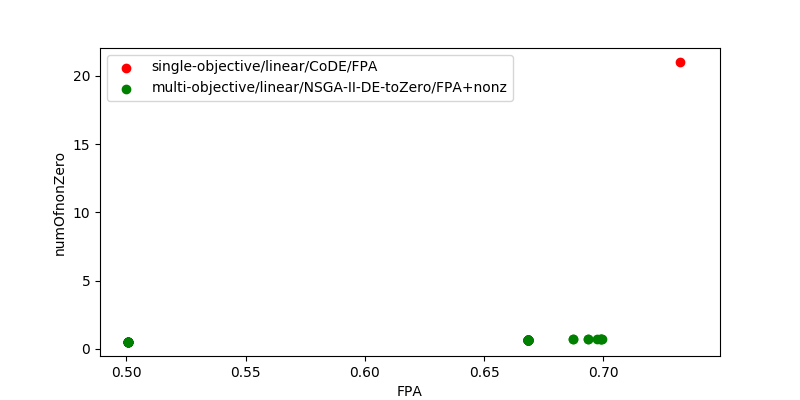 single-objective/linear/CoDE/FPA
multi-objective/linear/NSGA-II-DE-toZero/FPA+nonz
20
15
10
5
0
numOfnonZero
0.50 0.55 0.60 0.65 0.70
FPA